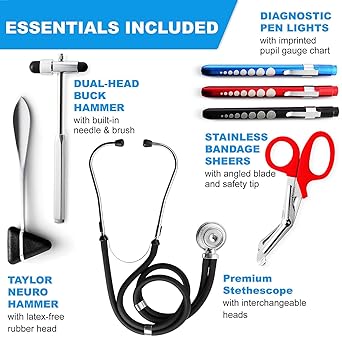 ESSENTIALS INCLUDED
DIAGNOSTIC
PEN LIGHTS
with imprinted
pupil gauge chart
DUAL-HEAD
BUCK
HAMMER
with built-in
needle & brush
STAINLESS
BANDAGE
SHEERS
with angled blade
and safety tip
TAYLOR
NEURO
HAMMER
with latex-free
rubber head
Premium
Stethescope
with interchangeable
heads